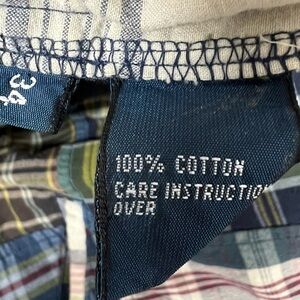 34
100% COTTON
CARE INSTRUCTION
OVER